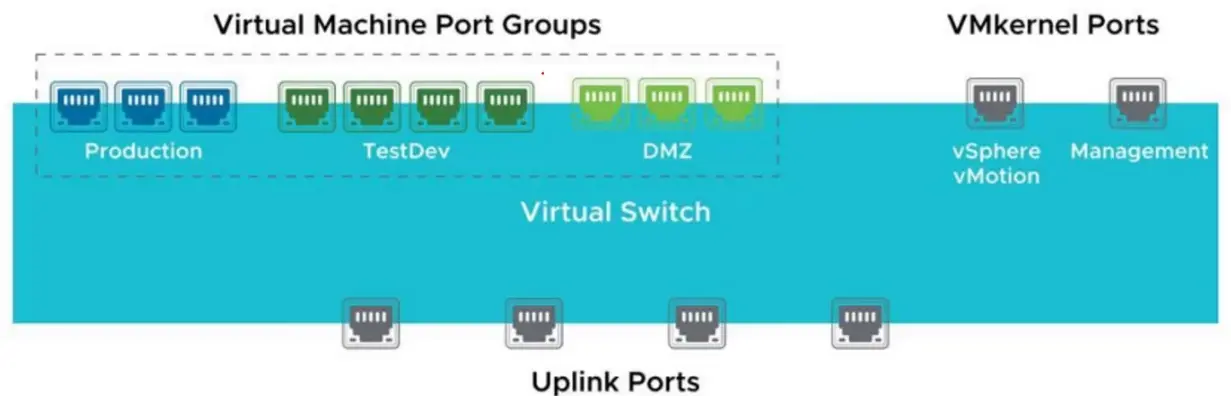 Virtual Machine Port Groups
VMkernel Ports
Production
TestDev
DMZ
vSphere
vMotion
Management
Virtual Switch
Uplink Ports